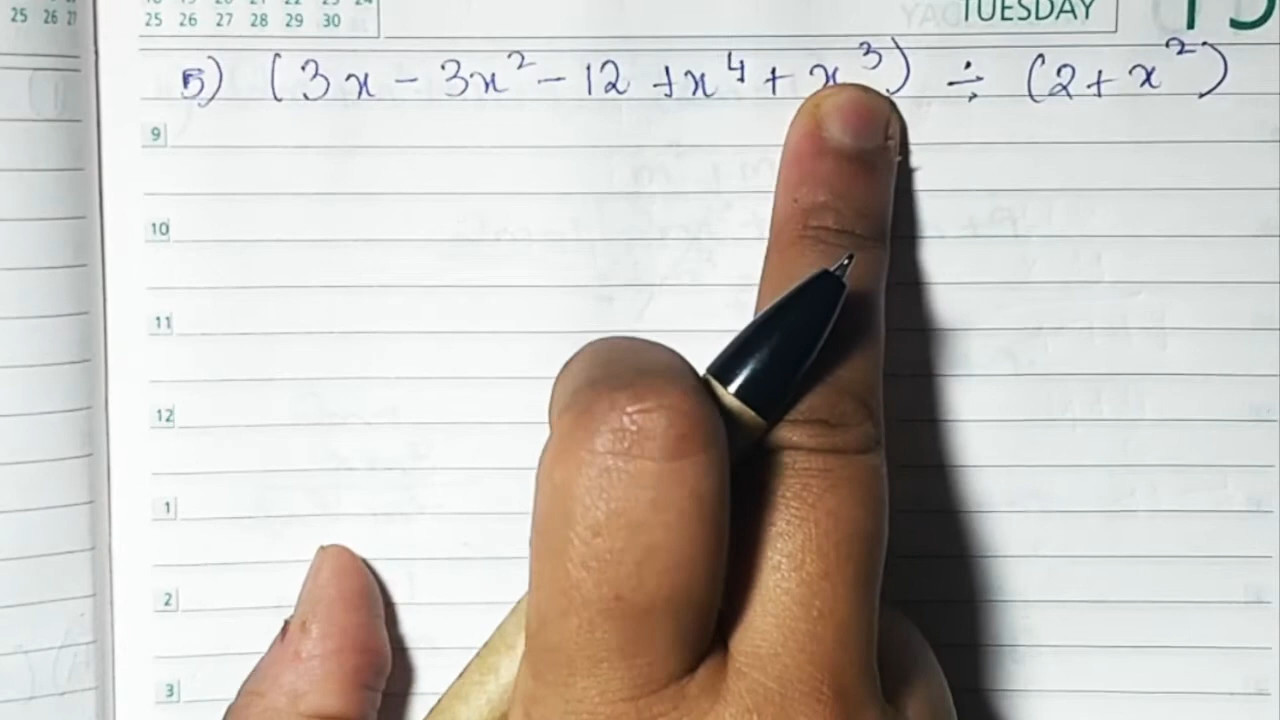 25 26 27
25 26 27 28 29 30
TUESDAY
5) (3x - 3x² - 12 + x⁴ + x³) ÷ (2 + x²)
9
10
11
12
1
2
3